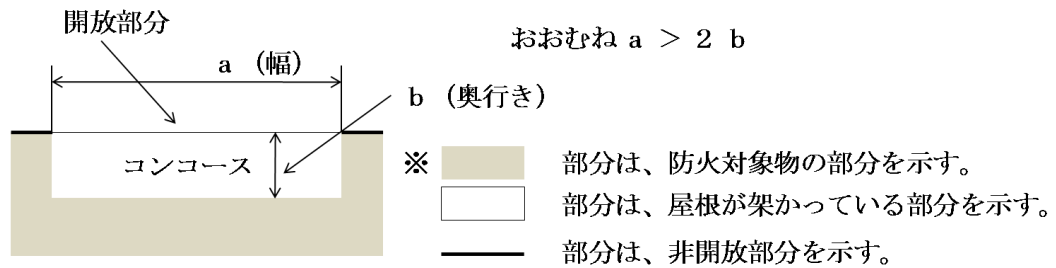 開放部分
おおむね a > 2 b
a (幅)
b (奥行き)
コンコース
※
部分は、防火対象物の部分を示す。
部分は、屋根が架かっている部分を示す。
部分は、非開放部分を示す。